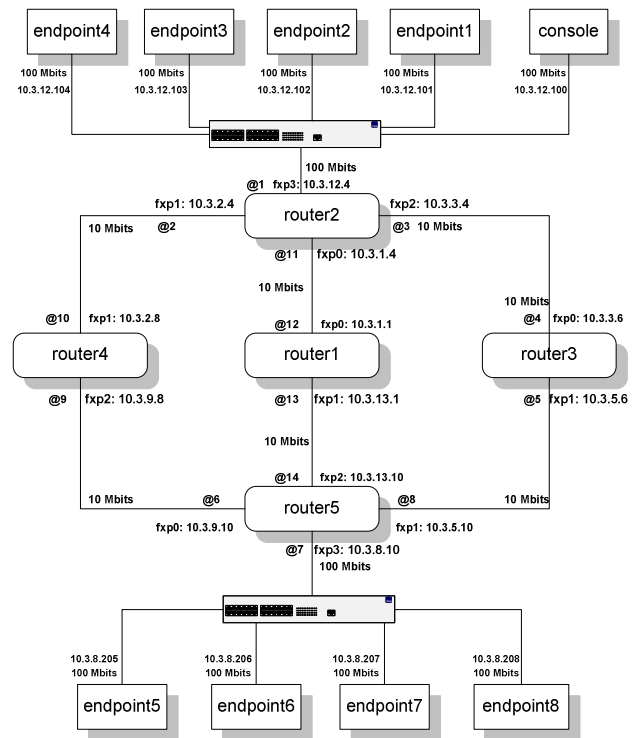 endpoint4
endpoint3
endpoint2
endpoint1
console
100 Mbits
10.3.12.104
100 Mbits
10.3.12.103
100 Mbits
10.3.12.102
100 Mbits
10.3.12.101
100 Mbits
10.3.12.100
100 Mbits
@1 fxp3: 10.3.12.4
fxp1: 10.3.2.4
router2
fxp2: 10.3.3.4
10 Mbits
@2
@3 10 Mbits
@11 fxp0: 10.3.1.4
10 Mbits
10 Mbits
@10 fxp1: 10.3.2.8
@12 fxp0: 10.3.1.1
@4 fxp0: 10.3.3.6
router4
router1
router3
@9 fxp2: 10.3.9.8
@13 fxp1: 10.3.13.1
@5 fxp1: 10.3.5.6
10 Mbits
@14 fxp2: 10.3.13.10
10 Mbits
@6
router5
@8
10 Mbits
fxp0: 10.3.9.10
fxp1: 10.3.5.10
@7 fxp3: 10.3.8.10
100 Mbits
10.3.8.205
100 Mbits
10.3.8.206
100 Mbits
10.3.8.207
100 Mbits
10.3.8.208
100 Mbits
endpoint5
endpoint6
endpoint7
endpoint8